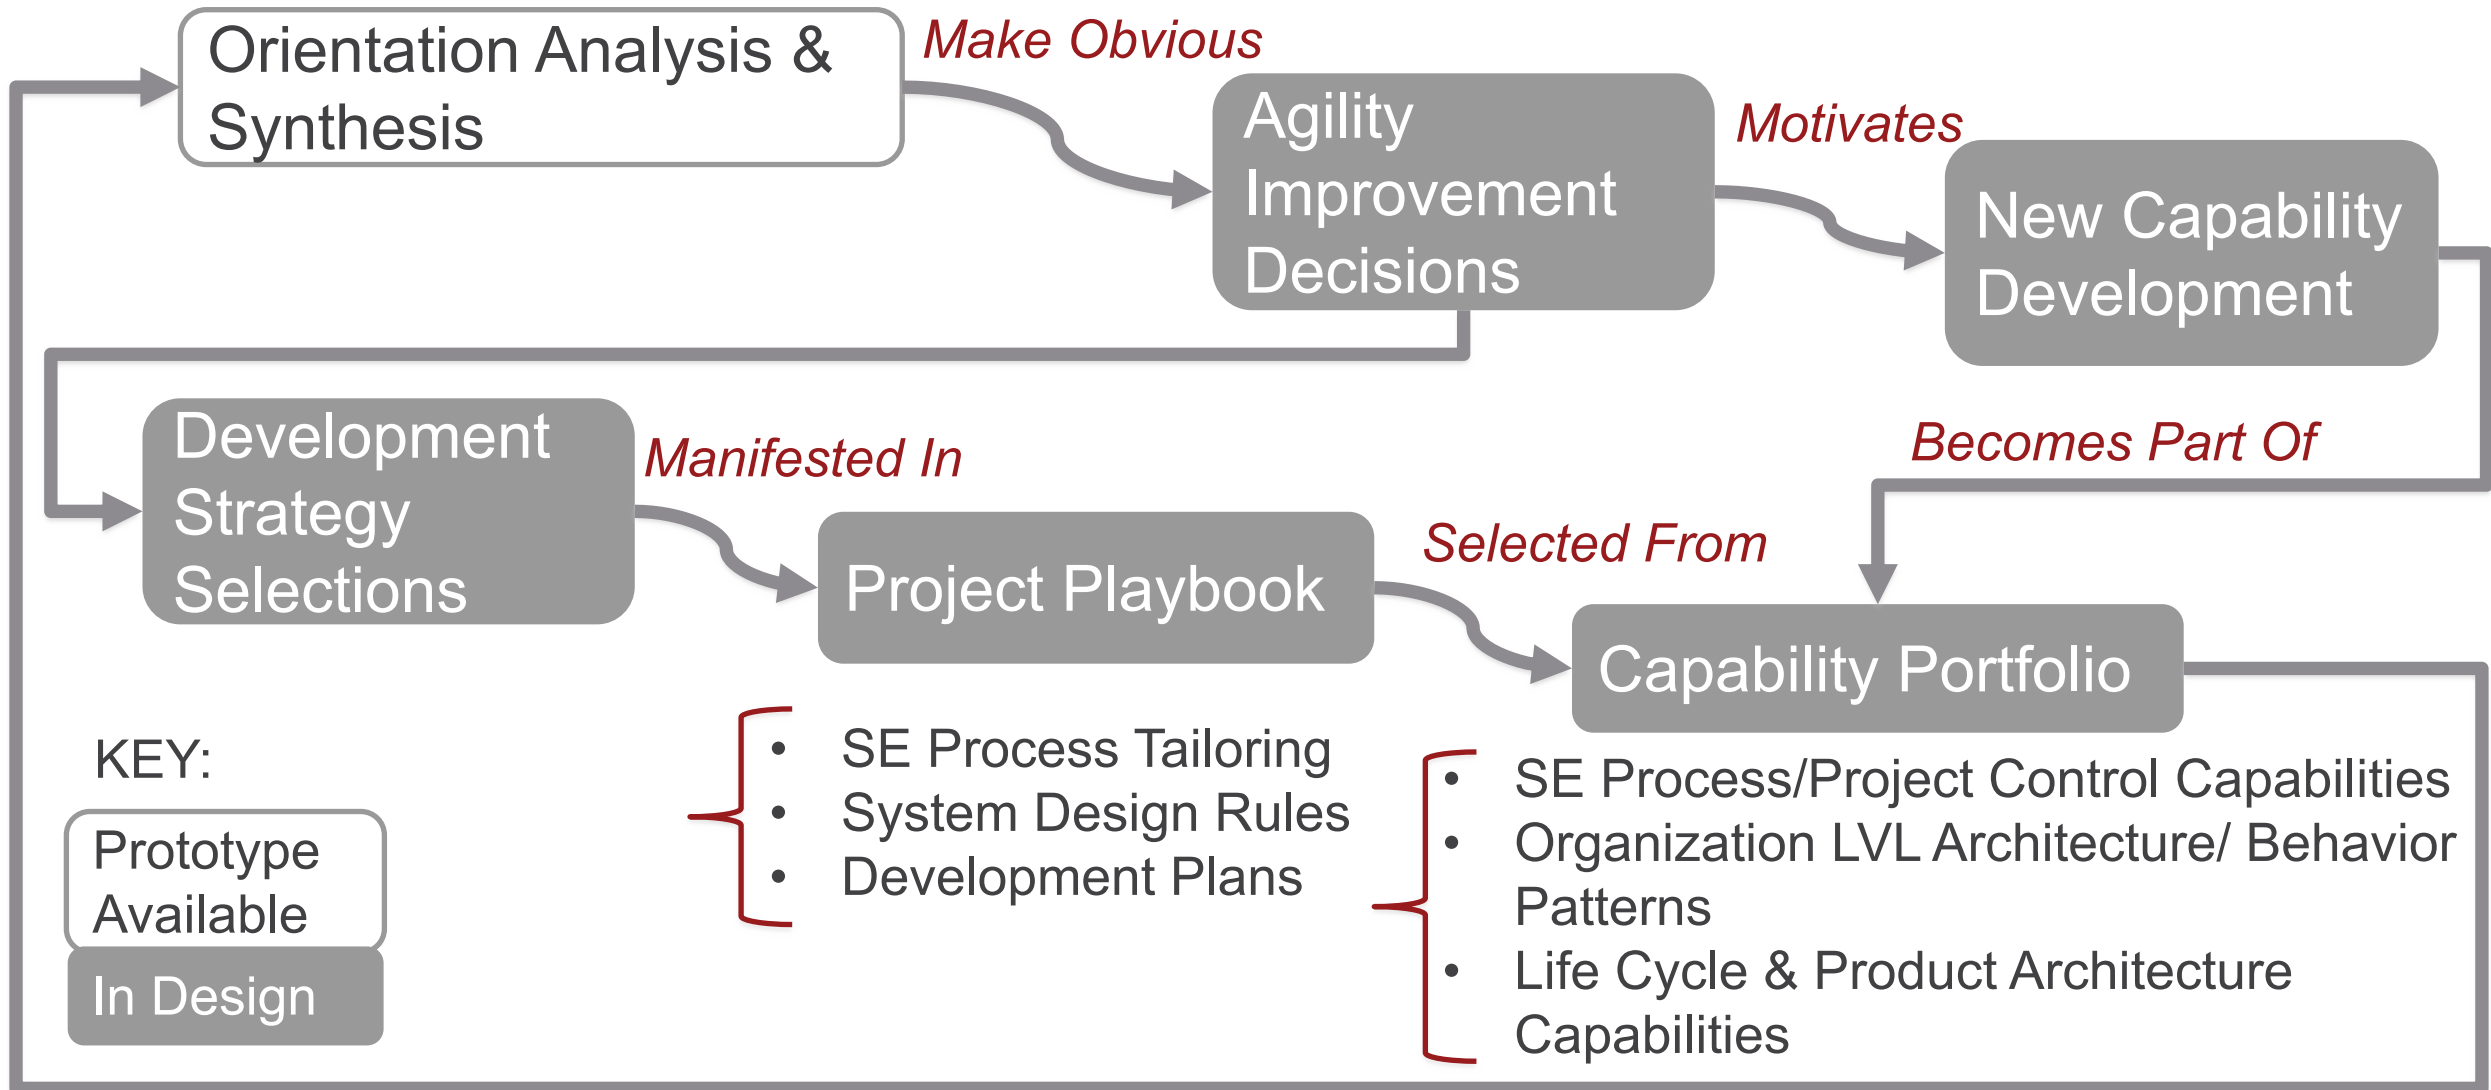 Orientation Analysis &
Synthesis
Make Obvious
Agility
Improvement
Decisions
Motivates
New Capability
Development
Development
Strategy
Selections
Manifested In
Project Playbook
Selected From
Becomes Part Of
Capability Portfolio
• SE Process Tailoring
• System Design Rules
• Development Plans
• SE Process/Project Control Capabilities
• Organization LVL Architecture/ Behavior
Patterns
• Life Cycle & Product Architecture
Capabilities
KEY:
Prototype
Available
In Design